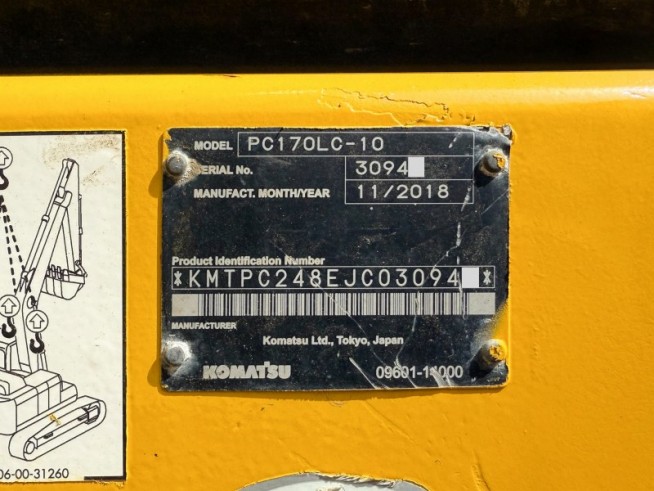 MODEL PC170LC-10
SERIAL No. 3094
MANUFACT. MONTH/YEAR 11/2018
Product Identification Number
*KMTPC248EJC03094 *
MANUFACTURER
Komatsu Ltd., Tokyo, Japan
KOMATSU
06-00-31260